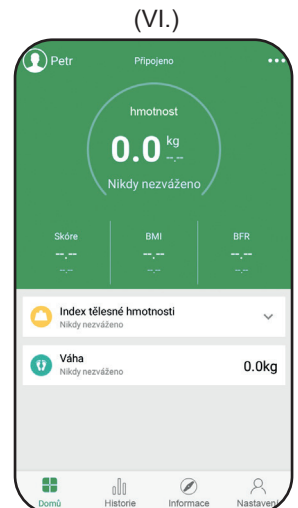 (VI.)
Petr Připojeno •••
hmotnost
0.0 kg
--.--
Nikdy nezváženo
Skóre BMI BFR
--.-- --.-- --.--
--.-- --.-- --.--
Index tělesné hmotnosti
Nikdy nezváženo
Váha
Nikdy nezváženo
0.0kg
Domů Historie Informace Nastavení